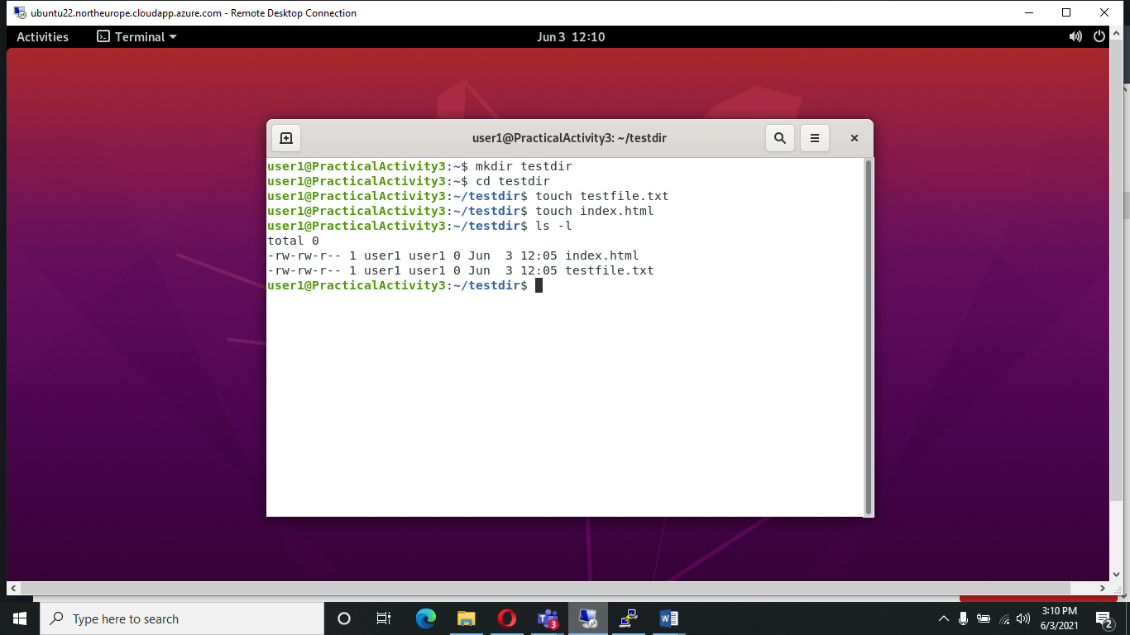 ubuntu22.northeurope.cloudapp.azure.com - Remote Desktop Connection
Activities Terminal Jun 3 12:10
user1@PracticalActivity3: ~/testdir
user1@PracticalActivity3:~$ mkdir testdir
user1@PracticalActivity3:~$ cd testdir
user1@PracticalActivity3:~/testdir$ touch testfile.txt
user1@PracticalActivity3:~/testdir$ touch index.html
user1@PracticalActivity3:~/testdir$ ls -l
total 0
-rw-rw-r-- 1 user1 user1 0 Jun  3 12:05 index.html
-rw-rw-r-- 1 user1 user1 0 Jun  3 12:05 testfile.txt
user1@PracticalActivity3:~/testdir$
Type here to search
3
3:10 PM
6/3/2021
2